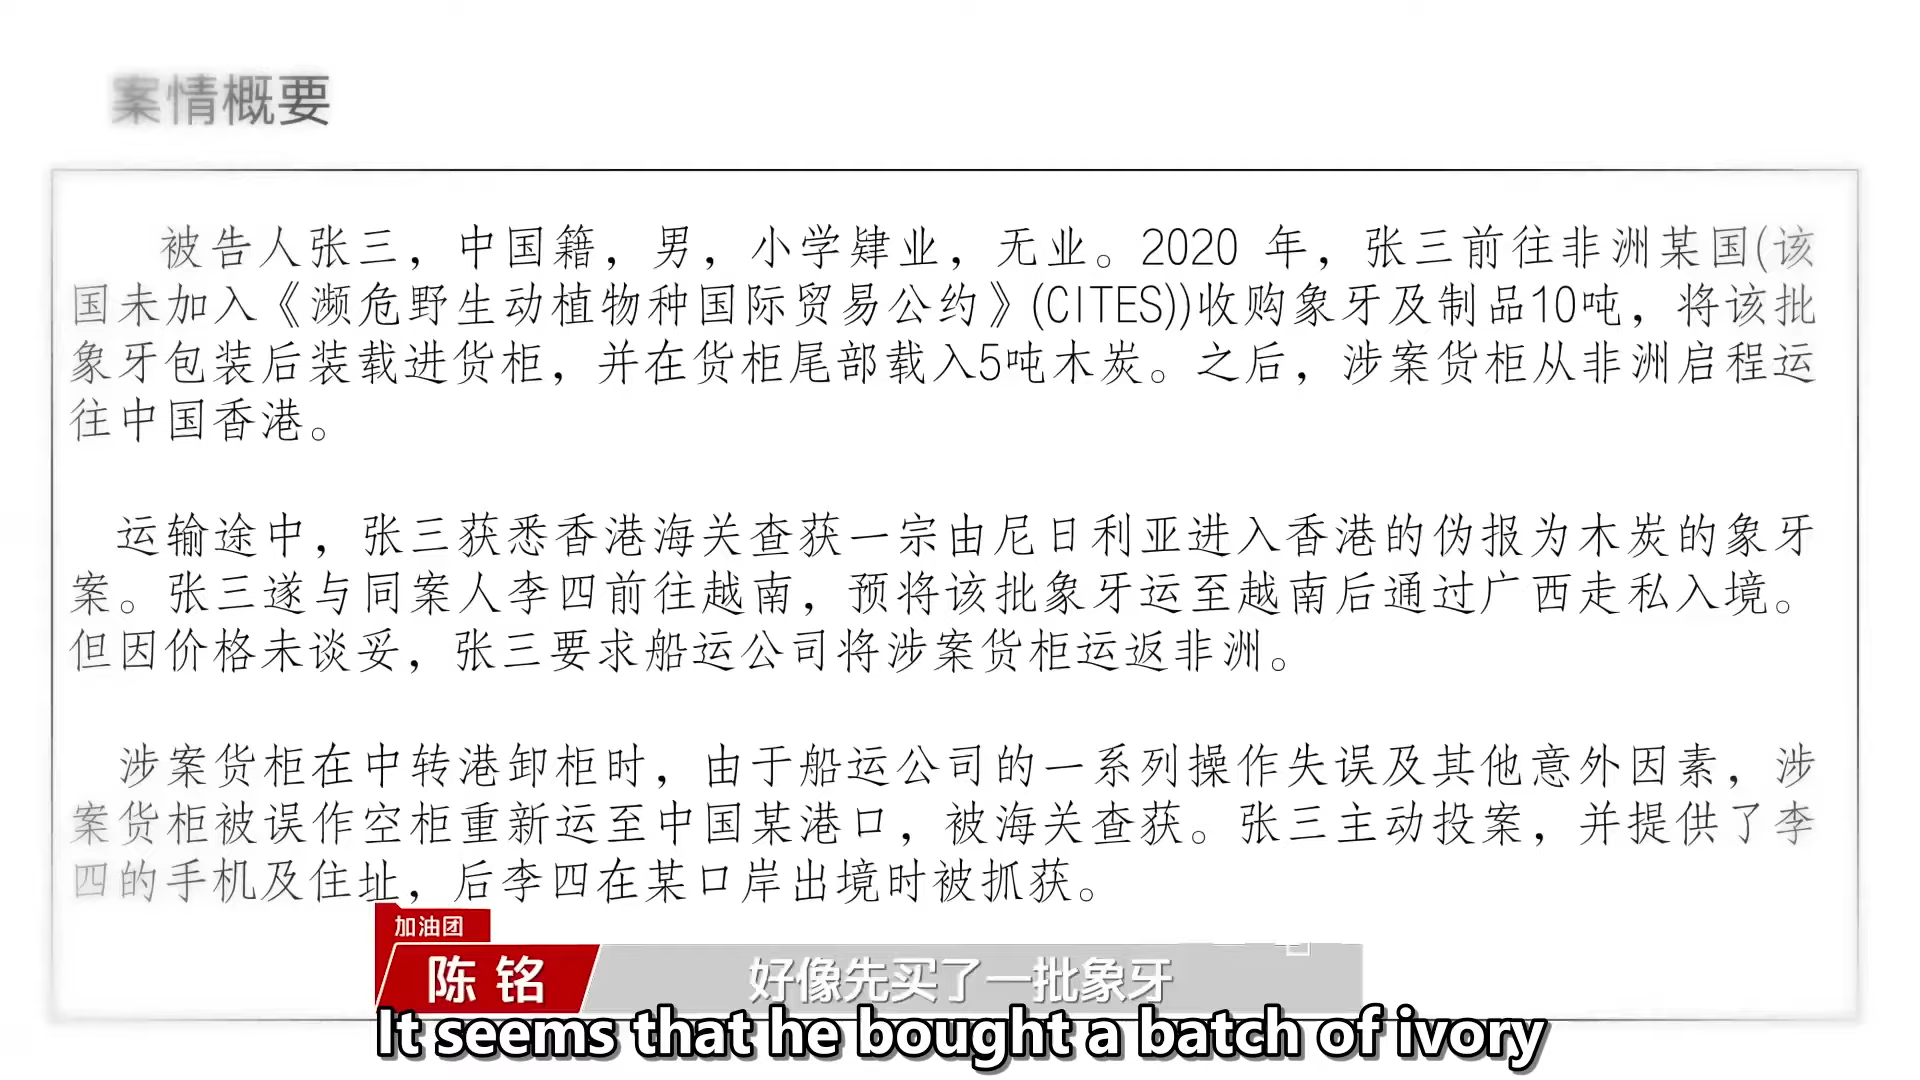 案情概要
被告人张三，中国籍，男，小学肄业，无业。2020 年，张三前往非洲某国(该
国未加入《濒危野生动植物种国际贸易公约》(CITES))收购象牙及制品10吨，将该批
象牙包装后装载进货柜，并在货柜尾部载入5吨木炭。之后，涉案货柜从非洲启程运
往中国香港。
运输途中，张三获悉香港海关查获一宗由尼日利亚进入香港的伪报为木炭的象牙
案。张三遂与同案人李四前往越南，预将该批象牙运至越南后通过广西走私入境。
但因价格未谈妥，张三要求船运公司将涉案货柜运返非洲。
涉案货柜在中转港卸柜时，由于船运公司的一系列操作失误及其他意外因素，涉
案货柜被误作空柜重新运至中国某港口，被海关查获。张三主动投案，并提供了李
四的手机及住址，后李四在某口岸出境时被抓获。
加油团
陈铭
好像先买了一批象牙
It seems that he bought a batch of ivory